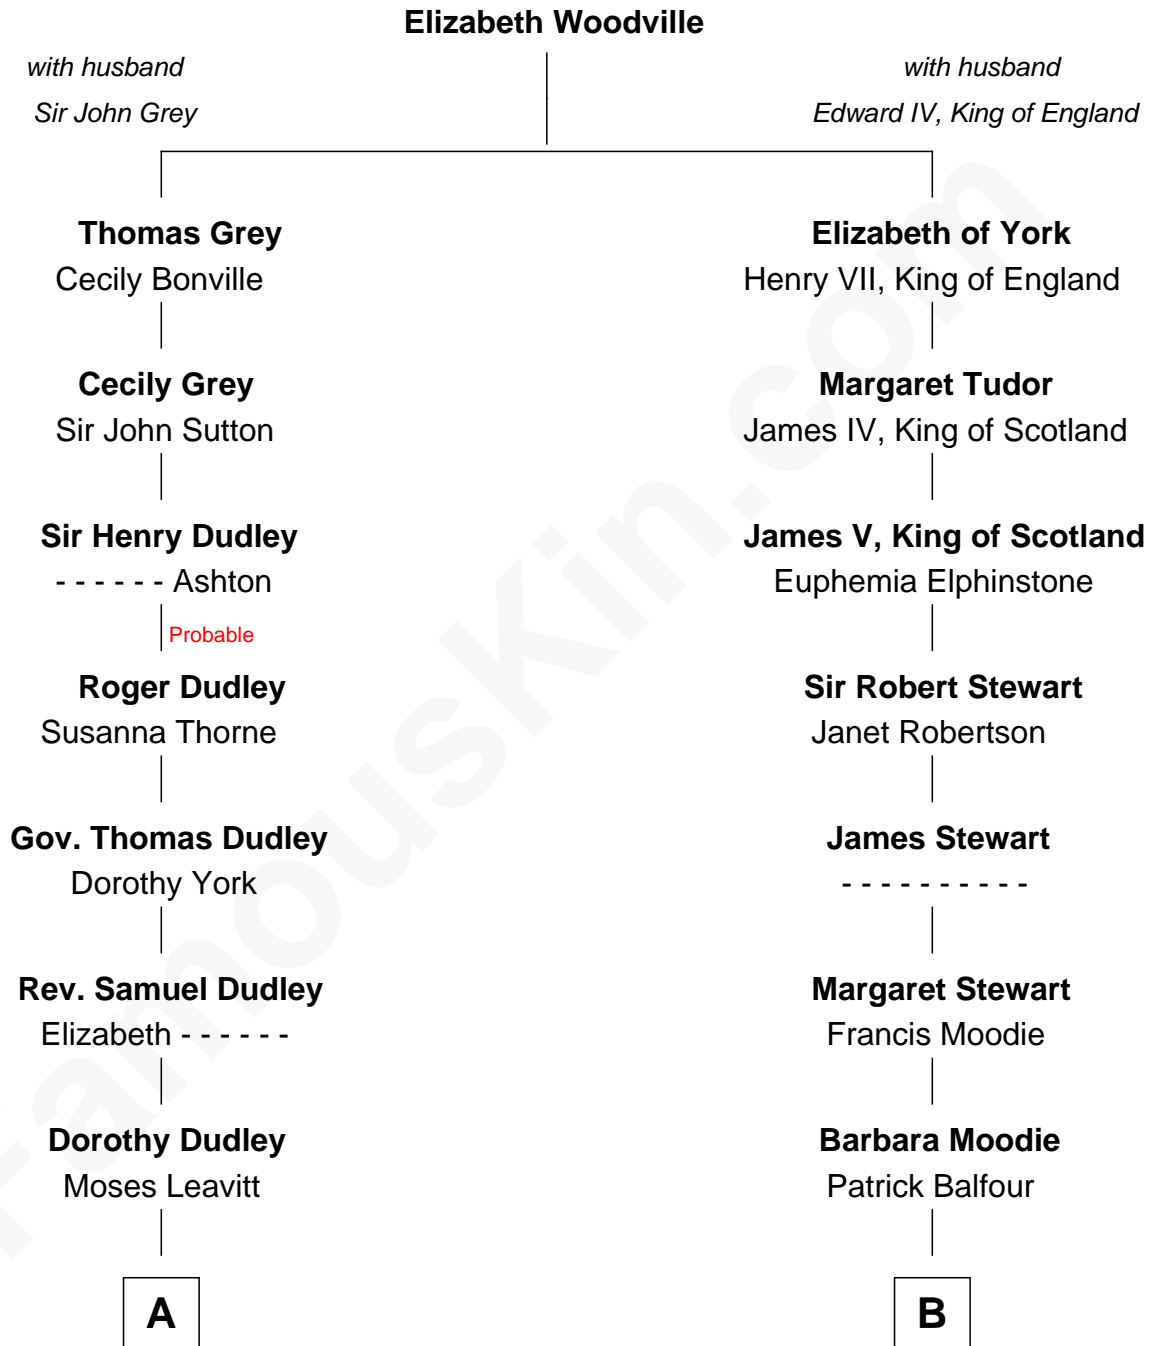 Elizabeth Woodville
with husband
Sir John Grey
with husband
Edward IV, King of England
Thomas Grey
Cecily Bonville
Elizabeth of York
Henry VII, King of England
Cecily Grey
Sir John Sutton
Margaret Tudor
James IV, King of Scotland
Sir Henry Dudley
- - - - - - Ashton
James V, King of Scotland
Euphemia Elphinstone
Probable
Roger Dudley
Susanna Thorne
Sir Robert Stewart
Janet Robertson
Gov. Thomas Dudley
Dorothy York
James Stewart
- - - - - - - - - -
Rev. Samuel Dudley
Elizabeth - - - - - -
Margaret Stewart
Francis Moodie
Dorothy Dudley
Moses Leavitt
Barbara Moodie
Patrick Balfour
A
B
FamousKin.com